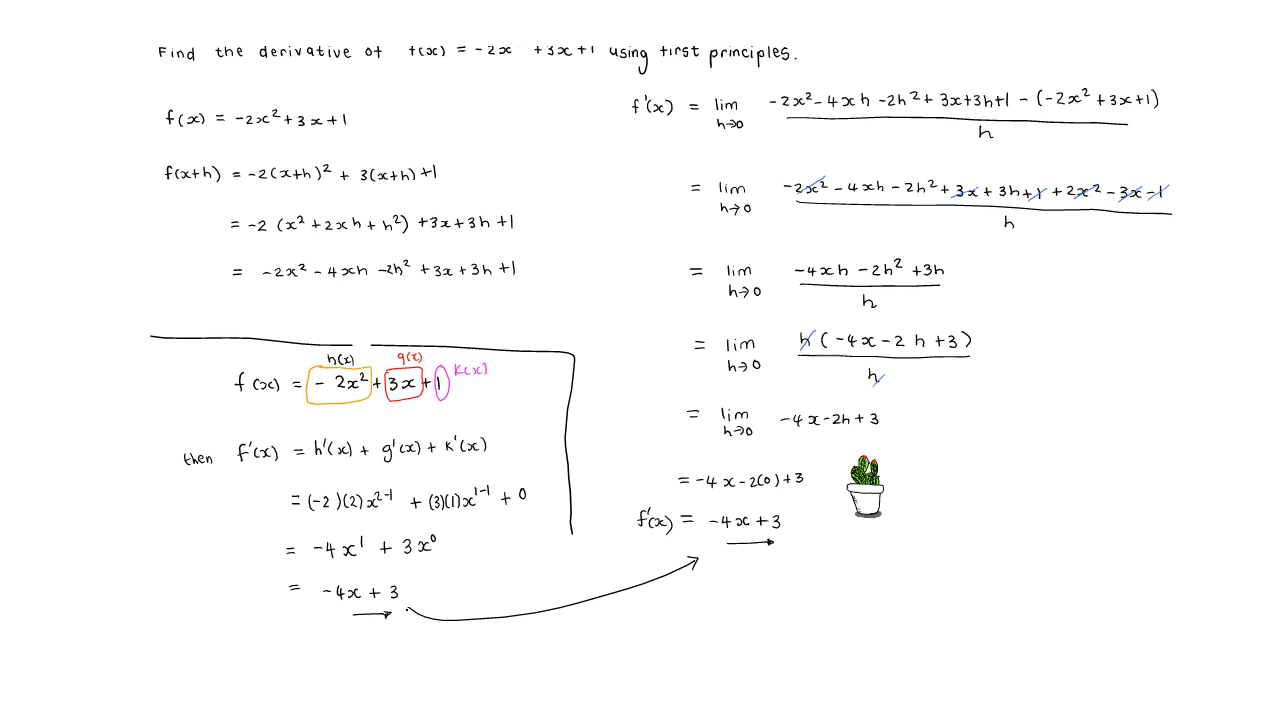 Find the derivative of f(x) = -2x +3x+1 using first principles.
f(x) = -2x²+3x+1
f(x+h) = -2(x+h)² + 3(x+h)+1
= -2 (x²+2xh+h²) +3x+3h+1
= -2x² - 4xh -2h² +3x+3h+1
h(x) g(x) k(x)
f(x) = - 2x² + 3x + 1
then f'(x) = h'(x) + g'(x) + k'(x)
= (-2)(2)x²⁻¹ + (3)(1)x¹⁻¹ + 0
= -4x¹ + 3x⁰
= -4x + 3
f'(x) = lim h→0 -2x² - 4xh - 2h² + 3x+3h+1 - (-2x² +3x+1)
h
= lim h→0 -2x² - 4xh - 2h² + 3x + 3h + 1 + 2x² - 3x - 1
h
= lim h→0 -4xh - 2h² +3h
h
= lim h→0 h (-4x - 2h + 3)
h
= lim h→0 -4x-2h + 3
= -4x - 2(0) + 3
f'(x) = -4x + 3